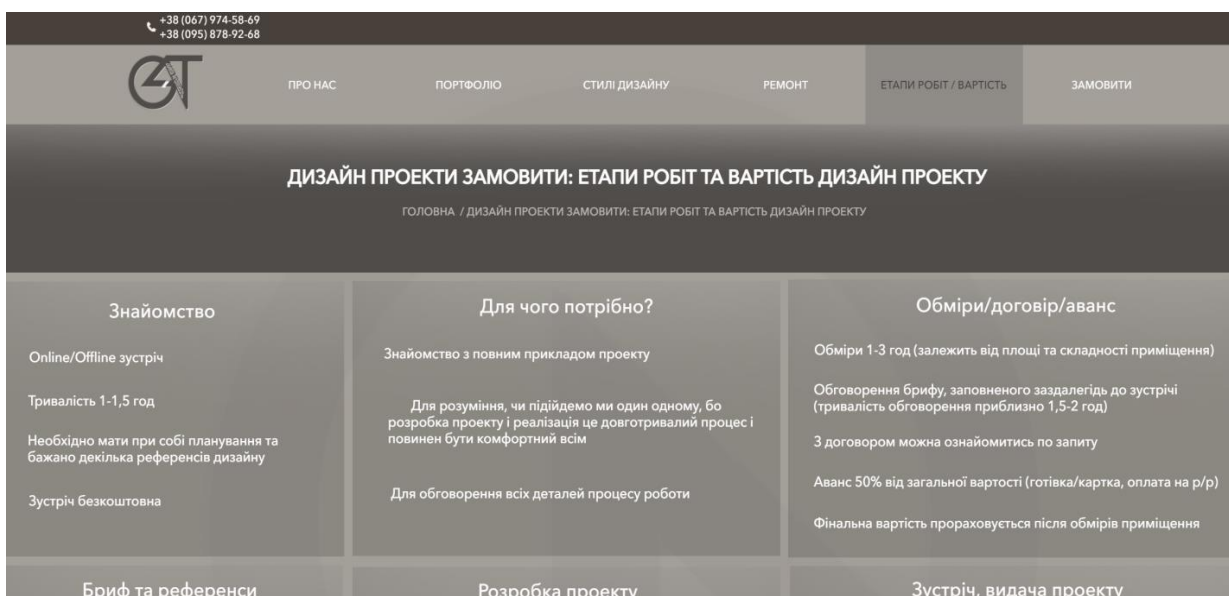 +38 (067) 974-58-69
+38 (095) 878-92-68
ПРО НАС
ПОРТФОЛІО
СТИЛІ ДИЗАЙНУ
РЕМОНТ
ЕТАПИ РОБІТ / ВАРТІСТЬ
ЗАМОВИТИ
ДИЗАЙН ПРОЕКТИ ЗАМОВИТИ: ЕТАПИ РОБІТ ТА ВАРТІСТЬ ДИЗАЙН ПРОЕКТУ
ГОЛОВНА / ДИЗАЙН ПРОЕКТИ ЗАМОВИТИ: ЕТАПИ РОБІТ ТА ВАРТІСТЬ ДИЗАЙН ПРОЕКТУ
Знайомство
Online/Offline зустріч
Тривалість 1-1,5 год
Необхідно мати при собі планування та
бажано декілька референсів дизайну
Зустріч безкоштовна
Для чого потрібно?
Знайомство з повним прикладом проекту
Для розуміння, чи підійдемо ми один одному, бо
розробка проекту і реалізація це довготривалий процес і
повинен бути комфортний всім
Для обговорення всіх деталей процесу роботи
Обміри/договір/аванс
Обміри 1-3 год (залежить від площі та складності приміщення)
Обговорення брифу, заповненого заздалегідь до зустрічі
(тривалість обговорення приблизно 1,5-2 год)
З договором можна ознайомитись по запиту
Аванс 50% від загальної вартості (готівка/картка, оплата на р/р)
Фінальна вартість прораховується після обмірів приміщення
Бриф та референси
Розробка проекту
Зустріч, видача проекту